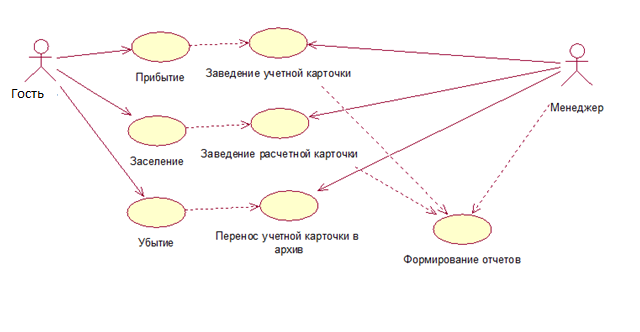 Гость
Прибытие
Заведение учетной карточки
Менеджер
Заселение
Заведение расчетной карточки
Убытие
Перенос учетной карточки в
архив
Формирование отчетов